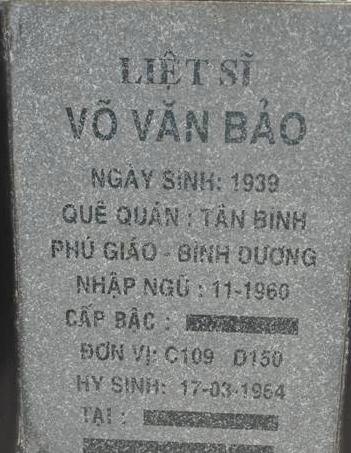 LIỆT SĨ
VÕ VĂN BẢO
NGÀY SINH: 1939
QUÊ QUÁN : TÂN BÌNH
PHÚ GIÁO - BÌNH DƯƠNG
NHẬP NGŨ : 11-1960
CẤP BẬC :
ĐƠN VỊ: C109 D150
HY SINH: 17-03-1964
TẠI :